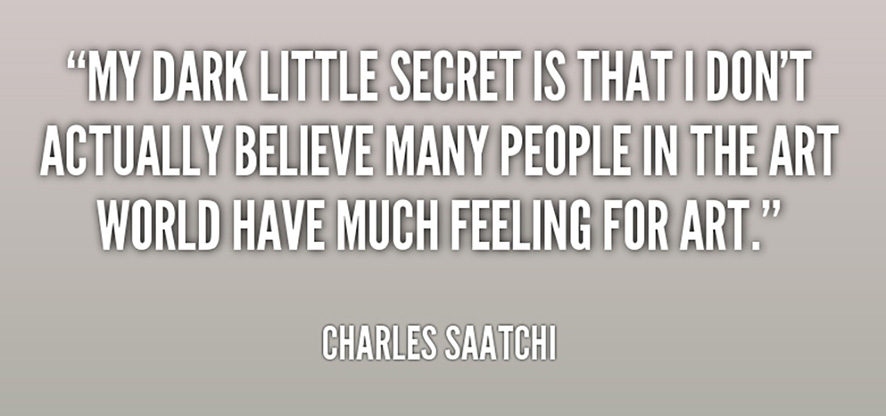 “MY DARK LITTLE SECRET IS THAT I DON’T
ACTUALLY BELIEVE MANY PEOPLE IN THE ART
WORLD HAVE MUCH FEELING FOR ART.”
CHARLES SAATCHI